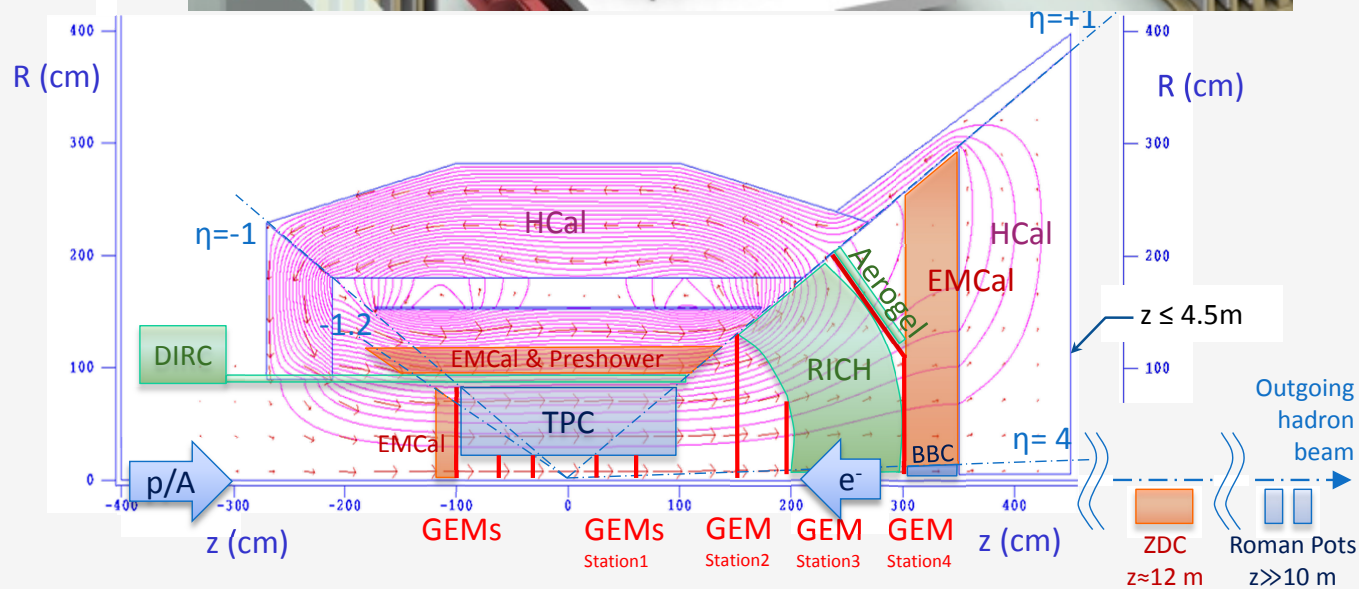 η=+1
400
400
R (cm)
R (cm)
300
300
HCal
η=-1
HCal
200
200
Aerogel
EMCal
z ≤ 4.5m
-1.2
DIRC
EMCal & Preshower
RICH
100
100
Outgoing
hadron
beam
TPC
EMCal
BBC
η= 4
0
0
p/A
e-
-400
-300
-200
-100
0
100
200
300
400
z (cm)
GEMs
GEMs
Station1
GEM
Station2
GEM
Station3
GEM
Station4
z (cm)
ZDC
z≈12 m
Roman Pots
z≫10 m